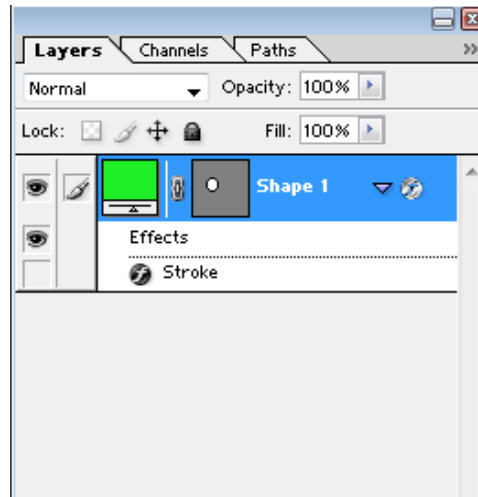 Layers Channels Paths
Normal Opacity: 100%
Lock: Fill: 100%
Shape 1
Effects
Stroke